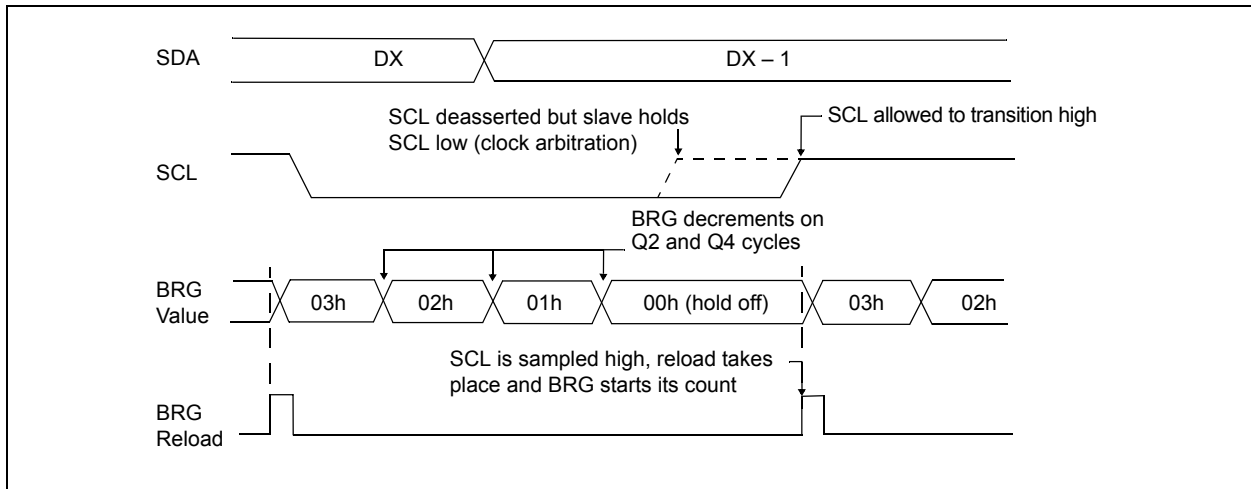 SDA
DX
DX – 1
SCL deasserted but slave holds
SCL low (clock arbitration)
SCL allowed to transition high
SCL
BRG decrements on
Q2 and Q4 cycles
BRG
Value
03h
02h
01h
00h (hold off)
03h
02h
SCL is sampled high, reload takes
place and BRG starts its count
BRG
Reload